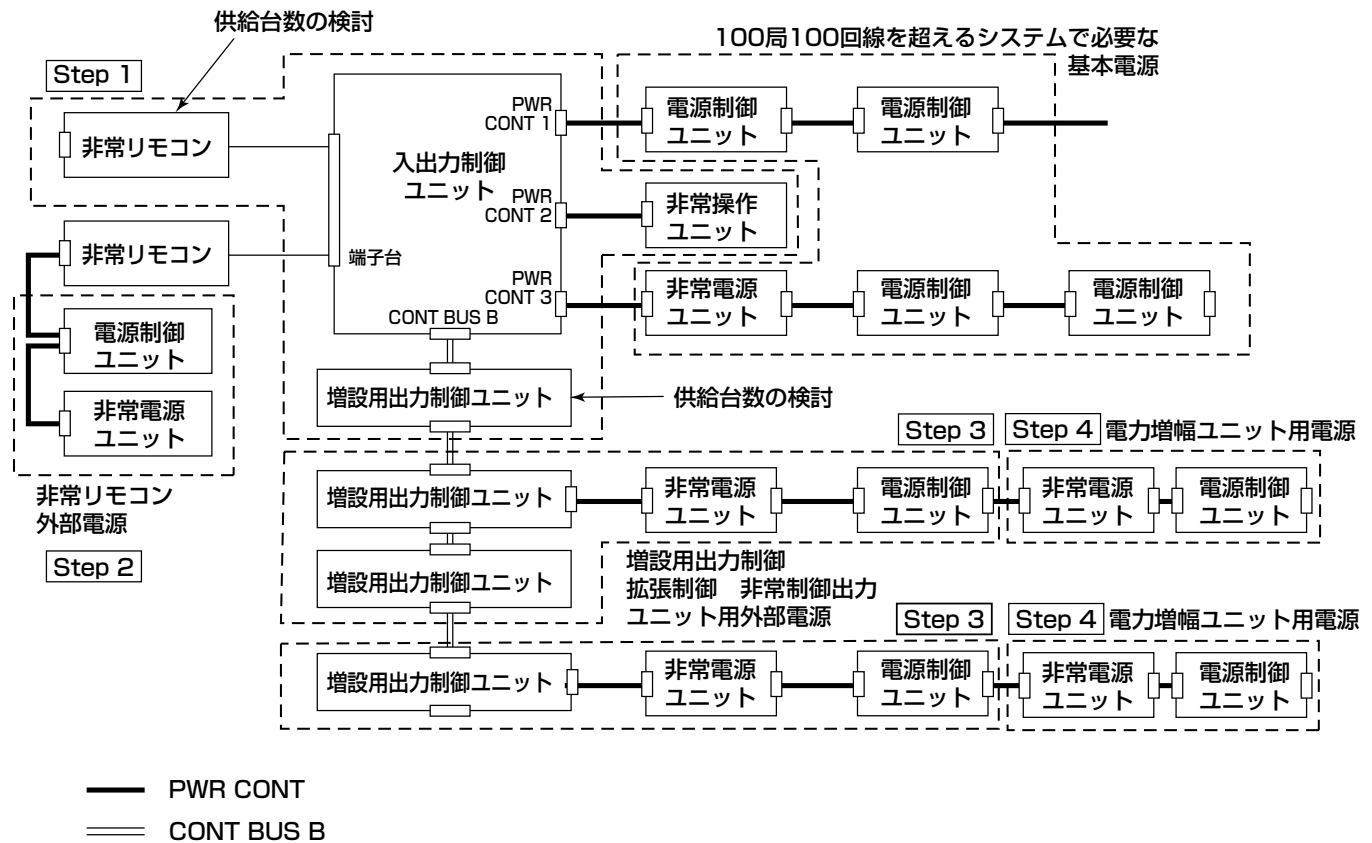 供給台数の検討
Step 1
100局100回線を超えるシステムで必要な
基本電源
非常リモコン
入出力制御
ユニット
PWR
CONT 1
電源制御
ユニット
電源制御
ユニット
PWR
CONT 2
非常操作
ユニット
非常リモコン
端子台
PWR
CONT 3
非常電源
ユニット
電源制御
ユニット
電源制御
ユニット
CONT BUS B
電源制御
ユニット
非常電源
ユニット
非常リモコン
外部電源
Step 2
増設用出力制御ユニット
供給台数の検討
Step 3
Step 4 電力増幅ユニット用電源
増設用出力制御ユニット
非常電源
ユニット
電源制御
ユニット
非常電源
ユニット
電源制御
ユニット
増設用出力制御ユニット
増設用出力制御
拡張制御 非常制御出力
ユニット用外部電源
Step 3
Step 4 電力増幅ユニット用電源
増設用出力制御ユニット
非常電源
ユニット
電源制御
ユニット
非常電源
ユニット
電源制御
ユニット
PWR CONT
CONT BUS B